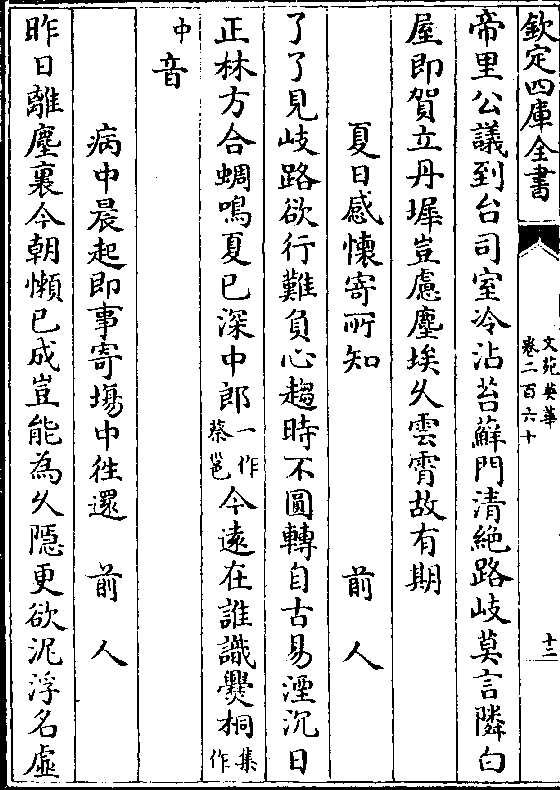 欽定四庫全書
文苑英華
卷二百六十
十三
帝里公議到台司室冷沾苔蘚門清絶路岐莫言隣白
屋即賀立丹墀豈慮塵埃久雲霄故有期
夏日感懷寄所知 前人
了了見岐路欲行難負心趨時不圓轉自古易湮沉日
正林方合蜩鳴夏已深中郎一作蔡邕今遠在誰識爨桐集作
中音
病中晨起即事寄塲中徃還 前人
昨日離塵裏今朝懶已成豈能為久隱更欲泥浮名虛